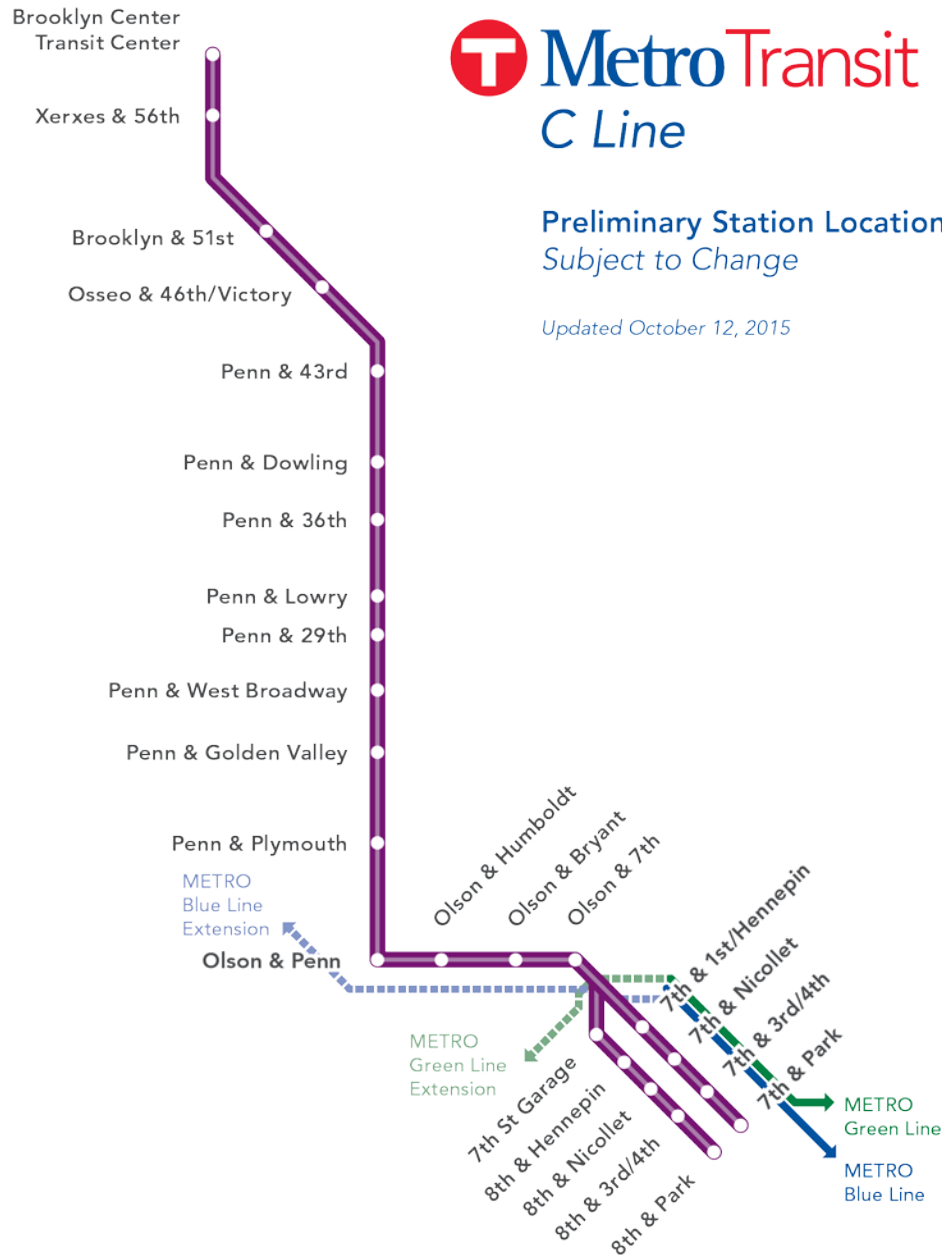 Brooklyn Center
Transit Center
T MetroTransit
C Line
Xerxes & 56th
Preliminary Station Location
Subject to Change
Updated October 12, 2015
Brooklyn & 51st
Osseo & 46th/Victory
Penn & 43rd
Penn & Dowling
Penn & 36th
Penn & Lowry
Penn & 29th
Penn & West Broadway
Penn & Golden Valley
Penn & Plymouth
METRO
Blue Line
Extension
Olson & Penn
Olson & Humboldt
Olson & Bryant
Olson & 7th
7th & 1st/Hennepin
7th & Nicollet
7th & 3rd/4th
7th & Park
METRO
Green Line
Extension
7th St Garage
8th & Hennepin
8th & Nicollet
8th & 3rd/4th
8th & Park
METRO
Green Line
METRO
Blue Line